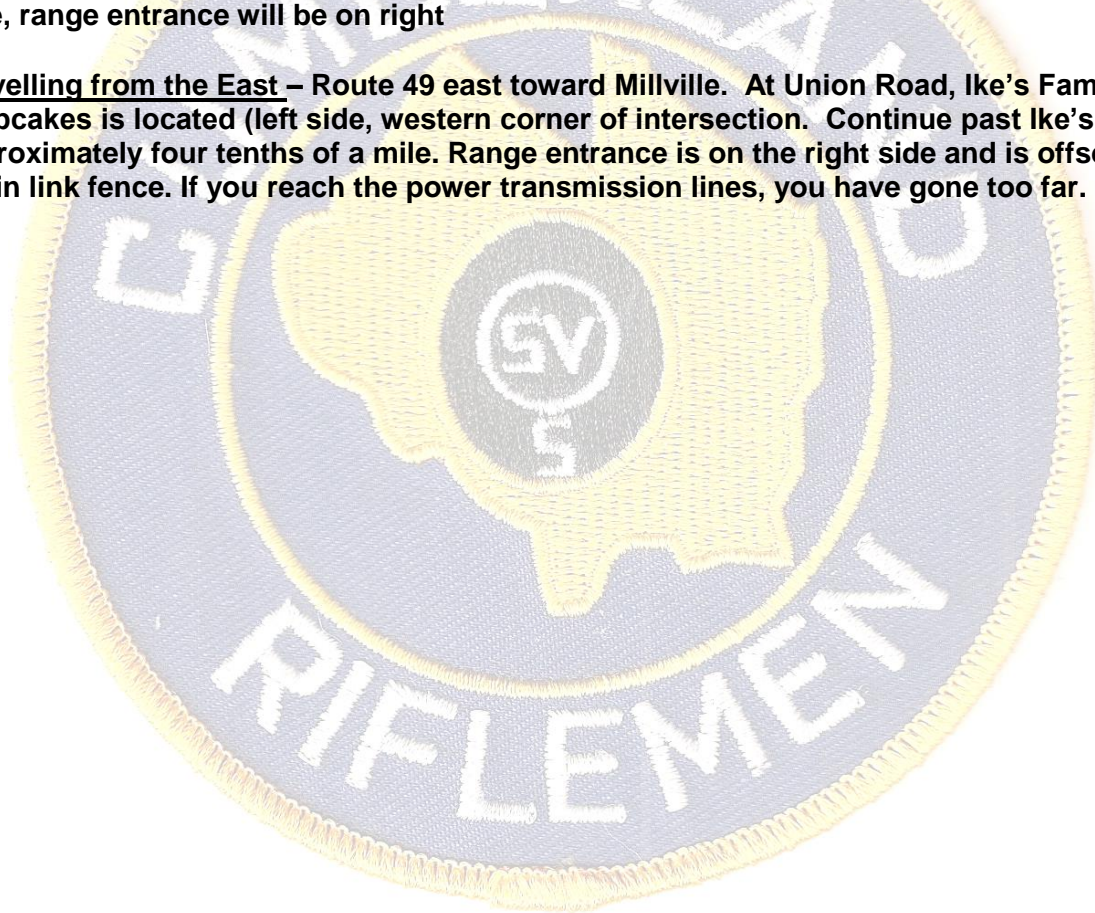 e, range entrance will be on right
velling from the East – Route 49 east toward Millville.  At Union Road, Ike’s Fam
pcakes is located (left side, western corner of intersection.  Continue past Ike’s
roximately four tenths of a mile. Range entrance is on the right side and is offse
in link fence. If you reach the power transmission lines, you have gone too far.
CUMBERLAND
SV
S
RIFLEMEN